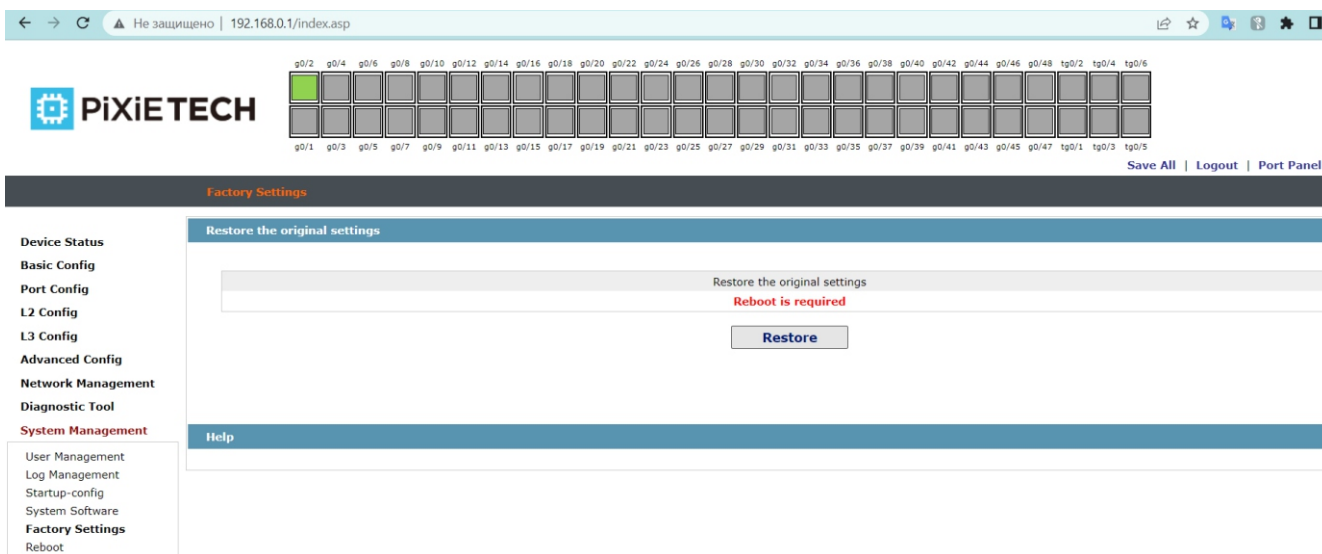 Не защищено | 192.168.0.1/index.asp
g0/2 g0/4 g0/6 g0/8 g0/10 g0/12 g0/14 g0/16 g0/18 g0/20 g0/22 g0/24 g0/26 g0/28 g0/30 g0/32 g0/34 g0/36 g0/38 g0/40 g0/42 g0/44 g0/46 g0/48 tg0/2 tg0/4 tg0/6
PiXiETECH
g0/1 g0/3 g0/5 g0/7 g0/9 g0/11 g0/13 g0/15 g0/17 g0/19 g0/21 g0/23 g0/25 g0/27 g0/29 g0/31 g0/33 g0/35 g0/37 g0/39 g0/41 g0/43 g0/45 g0/47 tg0/1 tg0/3 tg0/5
Save All | Logout | Port Panel
Factory Settings
Device Status
Basic Config
Port Config
L2 Config
L3 Config
Advanced Config
Network Management
Diagnostic Tool
System Management
User Management
Log Management
Startup-config
System Software
Factory Settings
Reboot
Restore the original settings
Restore the original settings
Reboot is required
Restore
Help